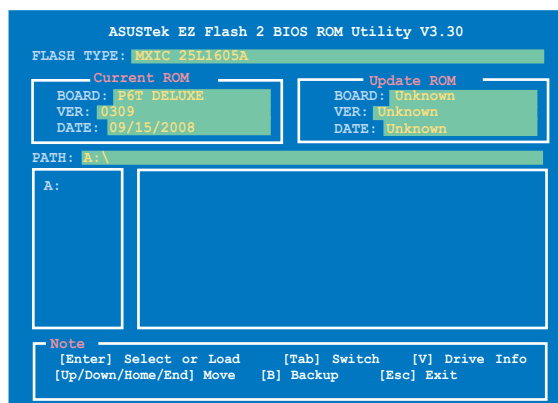 ASUSTek EZ Flash 2 BIOS ROM Utility V3.30
FLASH TYPE: MXIC 25L1605A
Current ROM
BOARD: P6T DELUXE
VER: 0309
DATE: 09/15/2008
Update ROM
BOARD: Unknown
VER: Unknown
DATE: Unknown
PATH: A:\
A:
Note
[Enter] Select or Load [Tab] Switch [V] Drive Info
[Up/Down/Home/End] Move [B] Backup [Esc] Exit